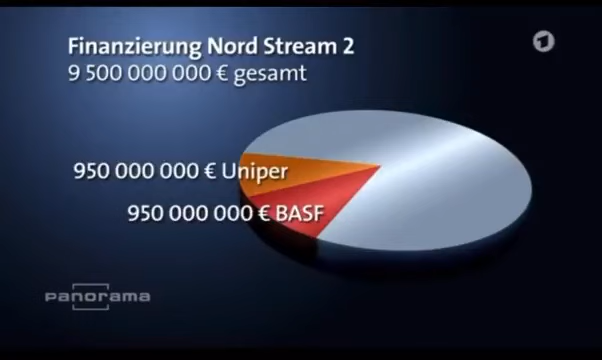 Finanzierung Nord Stream 2
9 500 000 000 € gesamt
950 000 000 € Uniper
950 000 000 € BASF
panorama
1